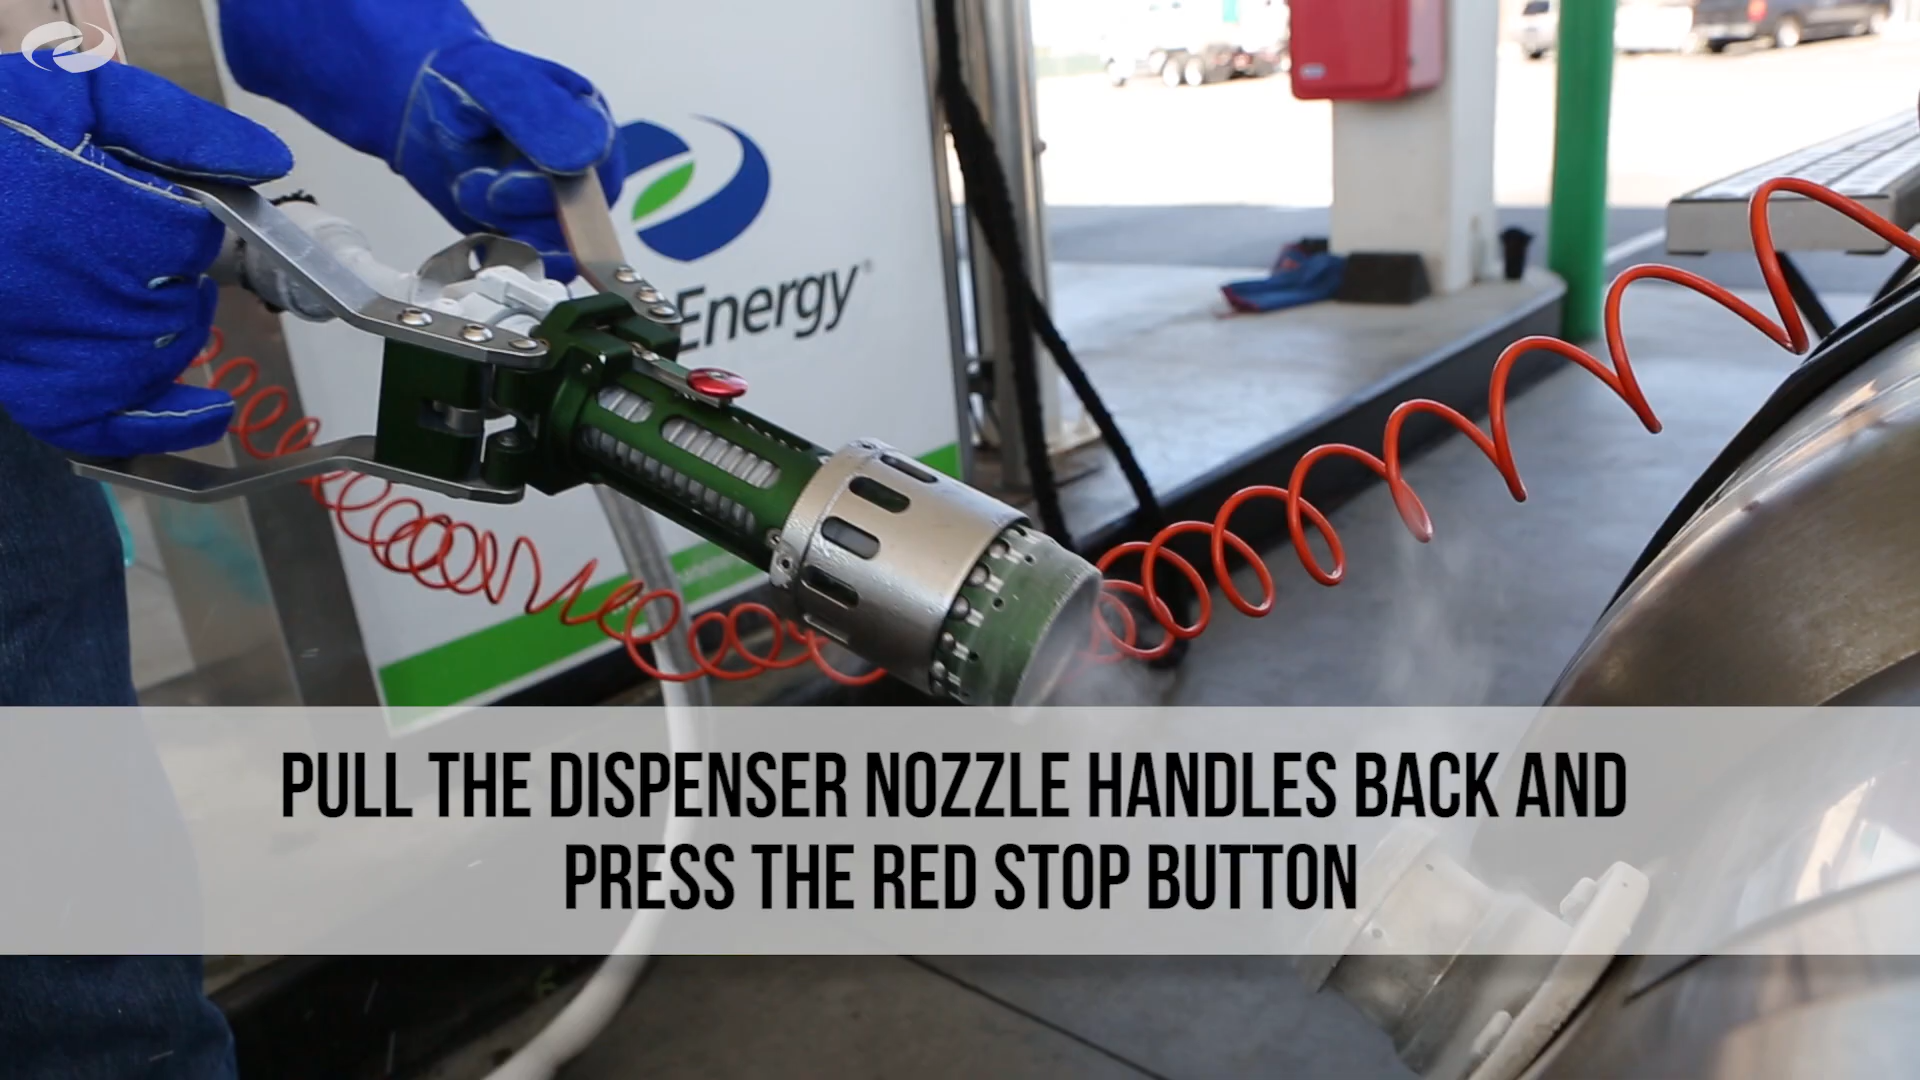 Energy
PULL THE DISPENSER NOZZLE HANDLES BACK AND
PRESS THE RED STOP BUTTON